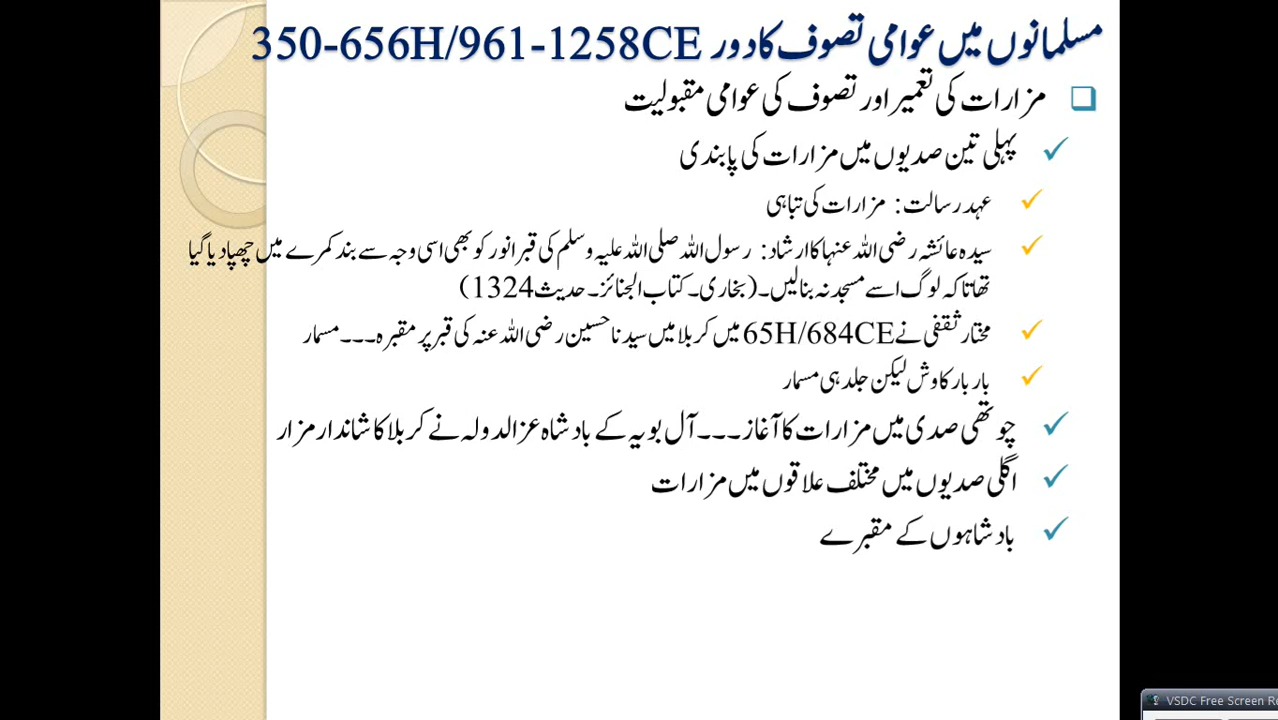 مسلمانوں میں عوامی تصوف کا دور 350-656H/961-1258CE
مزارات کی تعمیر اور تصوف کی عوامی مقبولیت
پہلی تین صدیوں میں مزارات کی پابندی
عہد رسالت: مزارات کی تباہی
سیدہ عائشہ رضی اللہ عنہا کا ارشاد: رسول اللہ صلی اللہ علیہ وسلم کی قبر انور کو بھی اسی وجہ سے بند کمرے میں چھپا دیا گیا
تھا تاکہ لوگ اسے مسجد نہ بنا لیں۔ (بخاری۔ کتاب الجنائز۔ حدیث 1324)
مختار ثقفی نے 65H/684CE میں کربلا میں سیدنا حسین رضی اللہ عنہ کی قبر پر مقبرہ۔۔۔ مسمار
بار بار کاوش لیکن جلد ہی مسمار
چوتھی صدی میں مزارات کا آغاز۔۔۔ آل بویہ کے بادشاہ عز الدولہ نے کربلا کا شاندار مزار
اگلی صدیوں میں مختلف علاقوں میں مزارات
بادشاہوں کے مقبرے
VSDC Free Screen Re